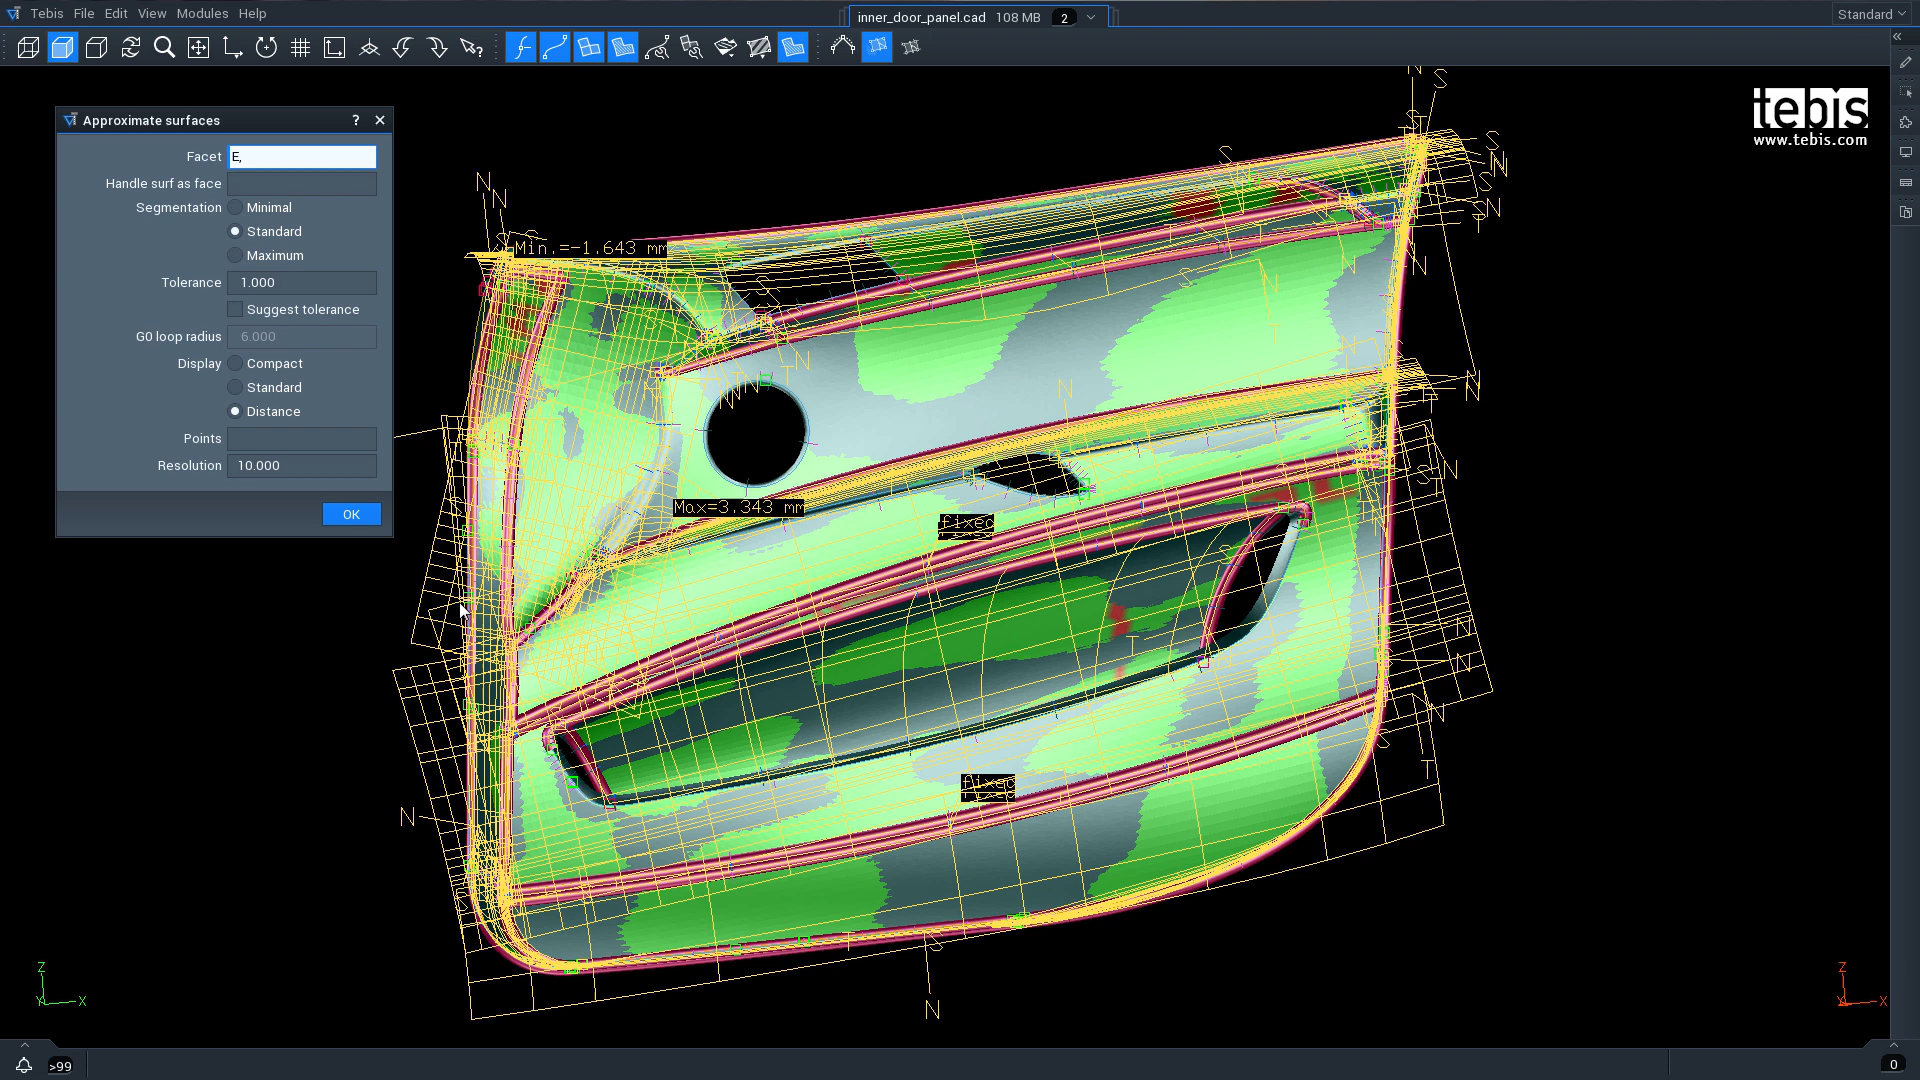 Tebis File Edit View Modules Help
inner_door_panel.cad 108 MB 2
Standard
Approximate surfaces ? ×
Facet E,
Handle surf as face
Segmentation Minimal
Standard
Maximum
Tolerance 1.000
Suggest tolerance
G0 loop radius 6.000
Display Compact
Standard
Distance
Points
Resolution 10.000
OK
tebis
www.tebis.com
Min.=-1.643 mm
Max=3.343 mm
fixed
fixed
N
S
T
Z
X
Y
Z
X
>99
0